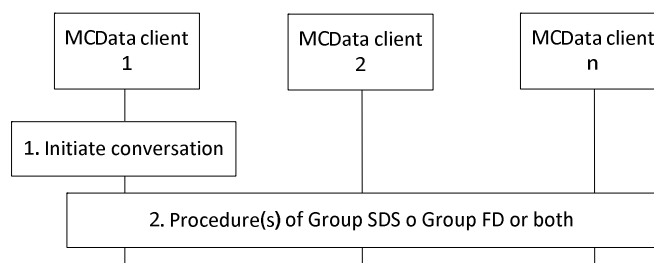 MCData client
1
MCData client
2
MCData client
n
1. Initiate conversation
2. Procedure(s) of Group SDS o Group FD or both